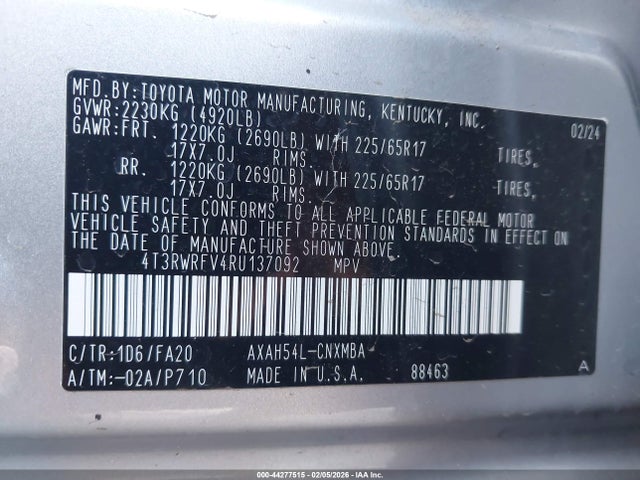 MFD.BY:TOYOTA MOTOR MANUFACTURING, KENTUCKY, INC.
GVWR:2230KG (4920LB) 02/24
GAWR:FRT. 1220KG (2690LB) WITH 225/65R17 TIRES,
17X7.0J RIMS.
RR. 1220KG (2690LB) WITH 225/65R17 TIRES,
17X7.0J RIMS.
THIS VEHICLE CONFORMS TO ALL APPLICABLE FEDERAL MOTOR
VEHICLE SAFETY AND THEFT PREVENTION STANDARDS IN EFFECT ON
THE DATE OF MANUFACTURE SHOWN ABOVE.
4T3RWRFV4RU137092 MPV
C/TR:1D6/FA20 AXAH54L-CNXMBA
A/TM:-02A/P710 MADE IN U.S.A. 88463 A
000-44277515 - 02/05/2026 - IAA Inc.